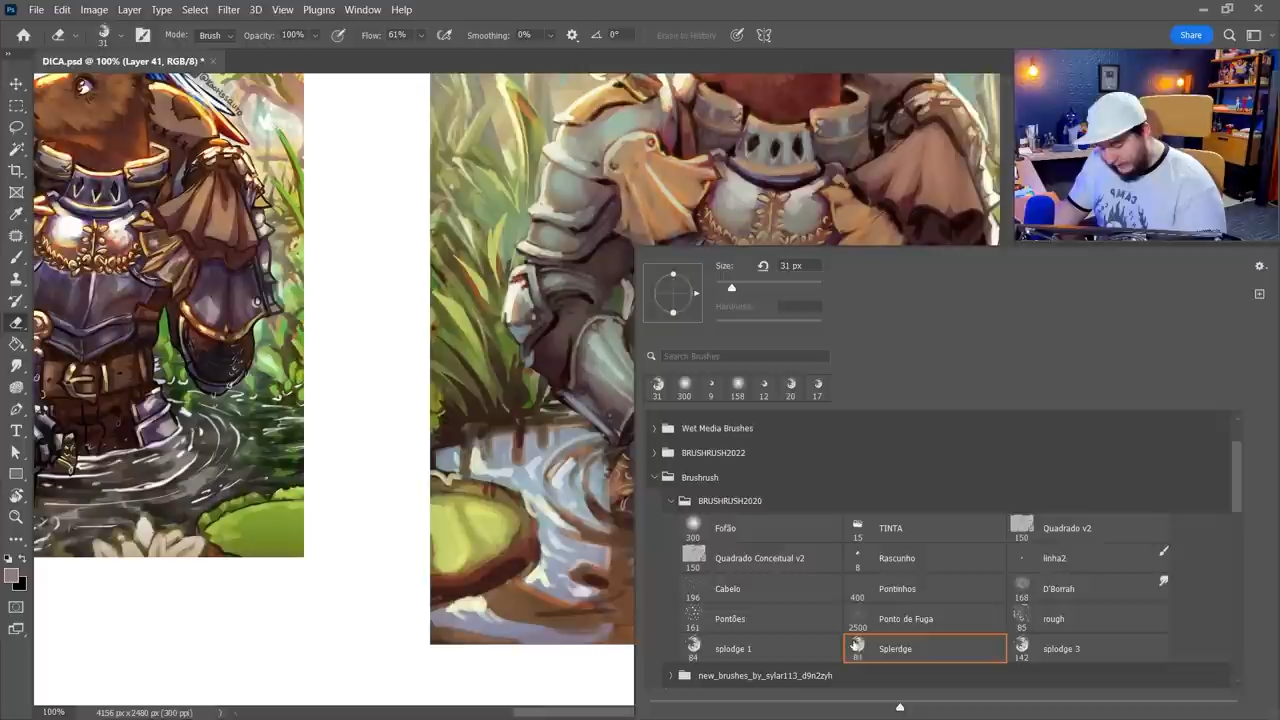 Ps File Edit Image Layer Type Select Filter 3D View Plugins Window Help
31 Mode: Brush Opacity: 100% Flow: 61% Smoothing: 0% 0° Erase to History Share
DICA.psd @ 100% (Layer 41, RGB/8) *
Size: 31 px
Hardness:
Search Brushes
31 300 9 158 12 20 17
Wet Media Brushes
BRUSHRUSH2022
Brushrush
BRUSHRUSH2020
300 Fofão 15 TINTA 150 Quadrado v2
150 Quadrado Conceitual v2 8 Rascunho linha2
196 Cabelo 400 Pontinhos 168 D'Borrah
161 Pontões 2500 Ponto de Fuga 85 rough
84 splodge 1 Splerdge 142 splodge 3
new_brushes_by_sylar113_d9n2zyh
100% 4156 px x 2480 px (300 ppi)
CAMP